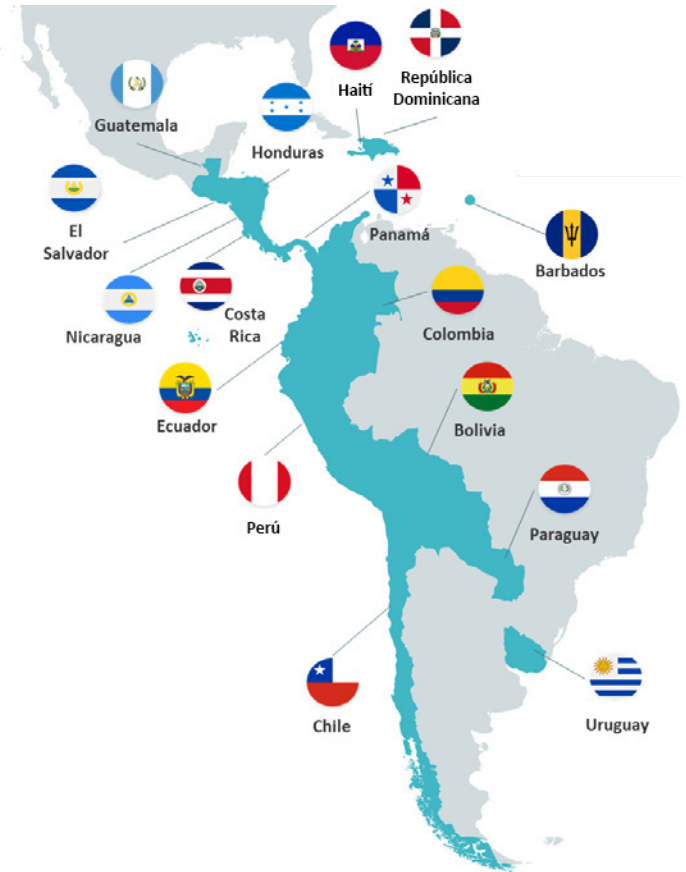 Haití
República
Dominicana
Guatemala
Honduras
El
Salvador
Panamá
Barbados
Nicaragua
Costa
Rica
Colombia
Ecuador
Bolivia
Perú
Paraguay
Chile
Uruguay